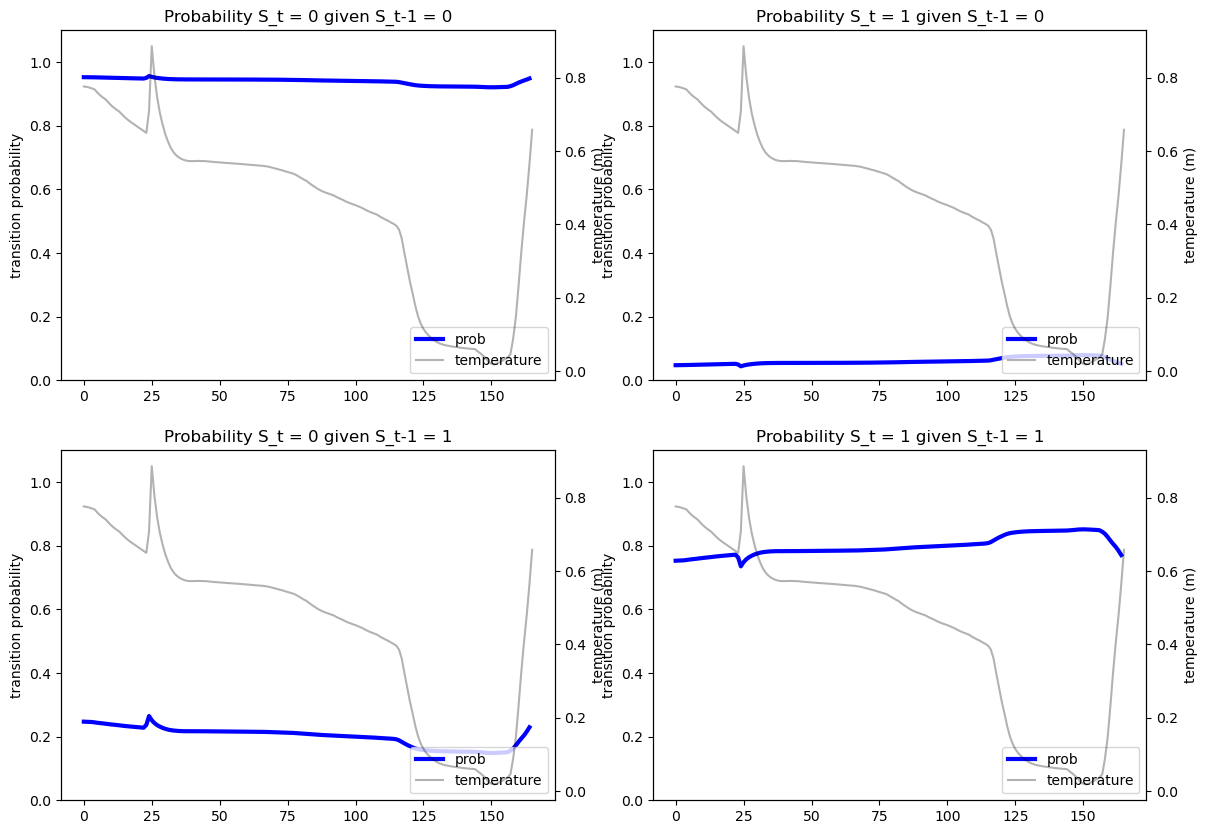 Probability S_t = 0 given S_t-1 = 0
1.0
0.8
0.6
0.4
0.2
0.0
transition probability
0.8
0.6
0.4
0.2
0.0
temperature (m)
0 25 50 75 100 125 150
prob
temperature
Probability S_t = 1 given S_t-1 = 0
1.0
0.8
0.6
0.4
0.2
0.0
transition probability
0.8
0.6
0.4
0.2
0.0
temperature (m)
0 25 50 75 100 125 150
prob
temperature
Probability S_t = 0 given S_t-1 = 1
1.0
0.8
0.6
0.4
0.2
0.0
transition probability
0.8
0.6
0.4
0.2
0.0
temperature (m)
0 25 50 75 100 125 150
prob
temperature
Probability S_t = 1 given S_t-1 = 1
1.0
0.8
0.6
0.4
0.2
0.0
transition probability
0.8
0.6
0.4
0.2
0.0
temperature (m)
0 25 50 75 100 125 150
prob
temperature